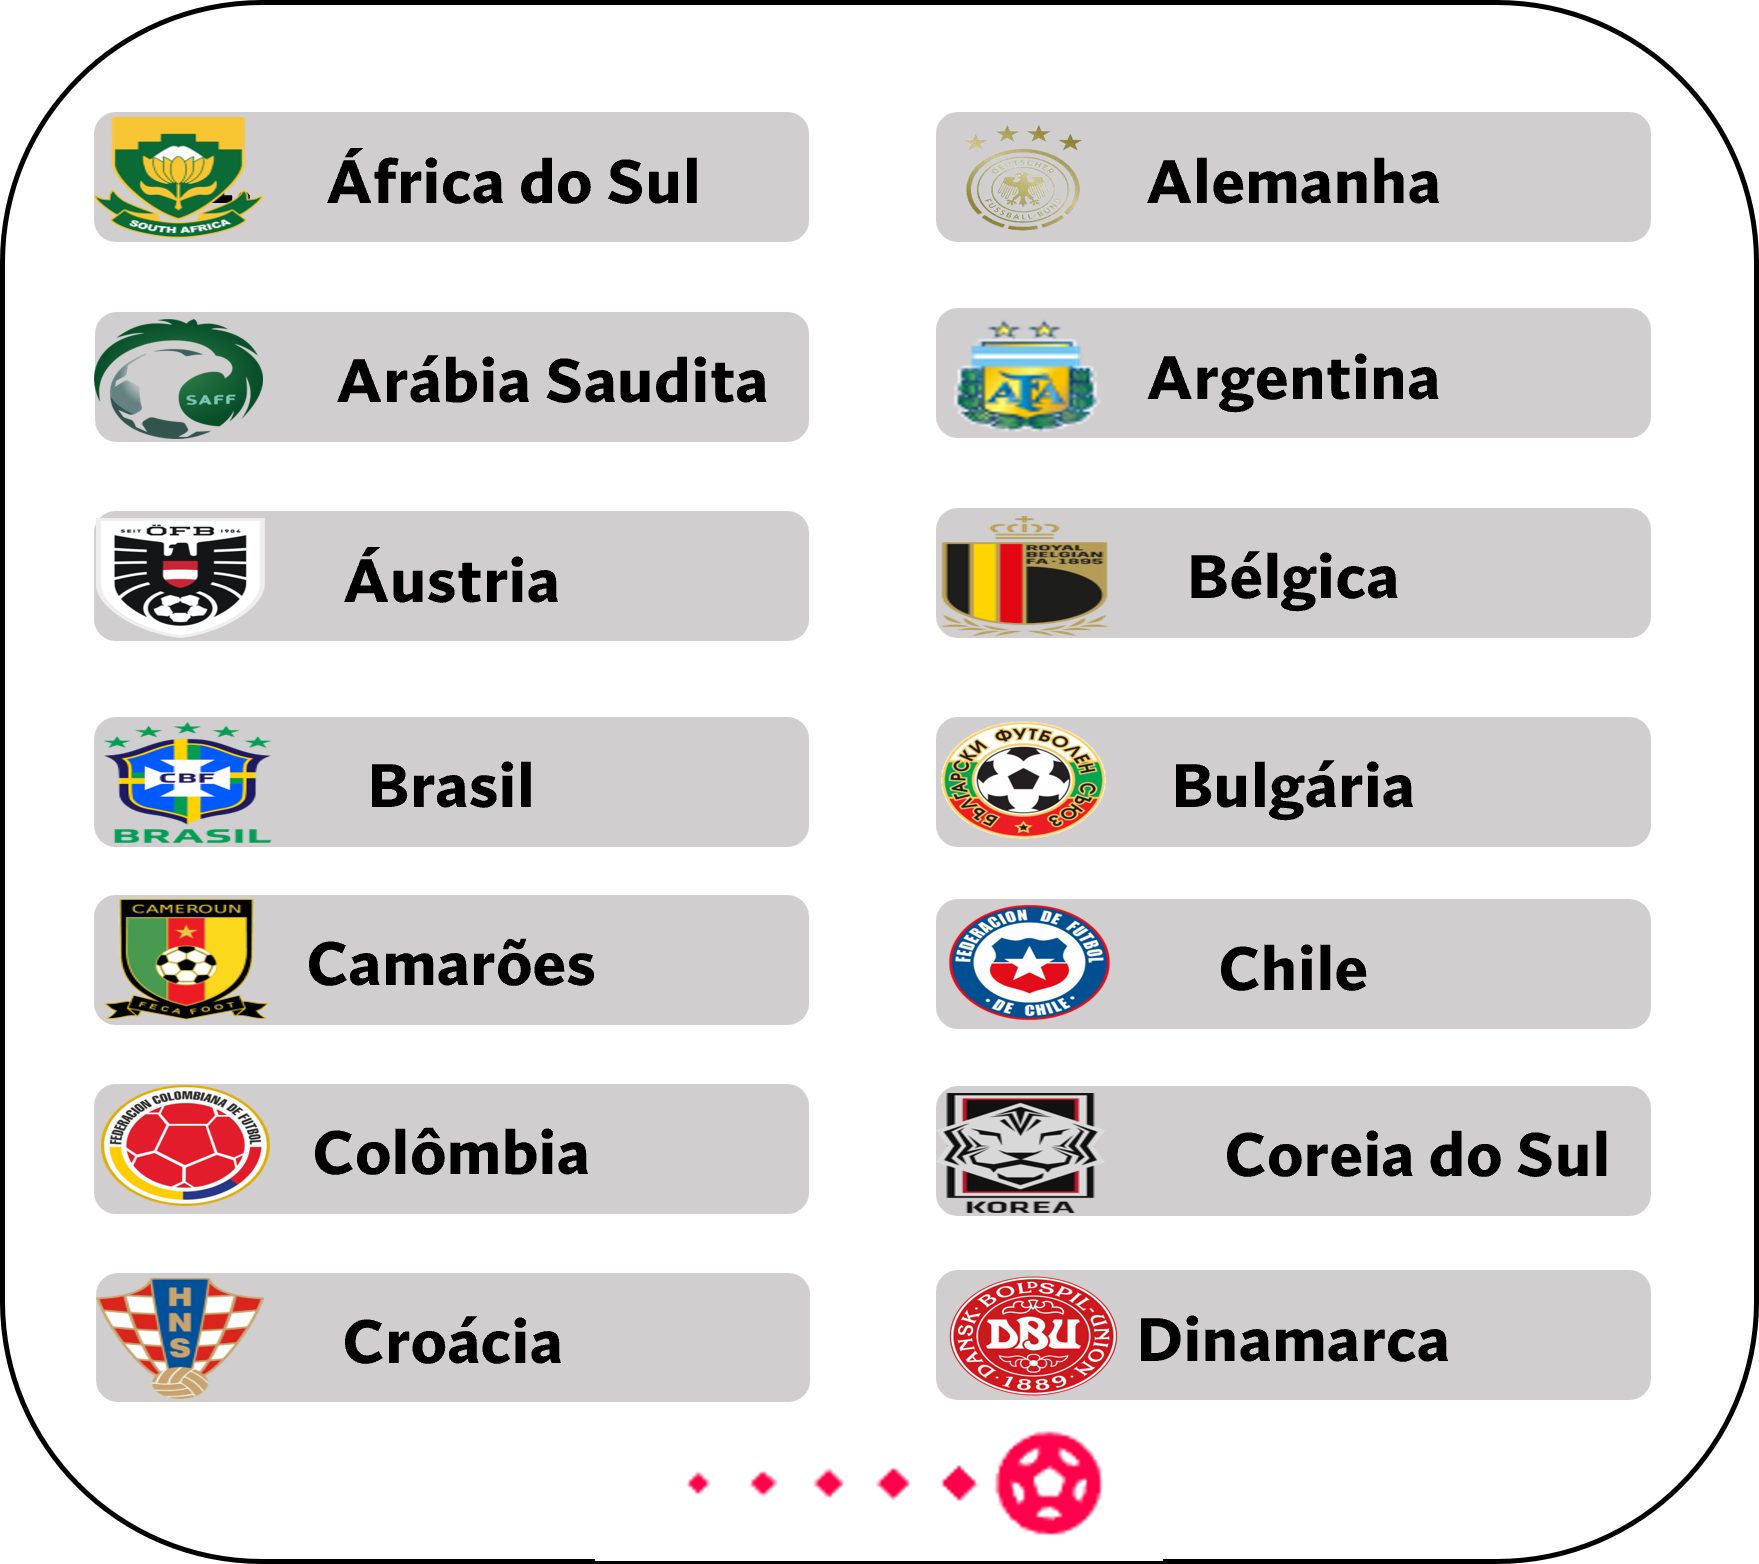 SOUTH AFRICA
África do Sul
DEUTSCHER
FUSSBALL-BUND
Alemanha
SAFF
Arábia Saudita
AFA
Argentina
SEIT ÖFB 1904
Áustria
ROYAL
BELGIAN
FA·1895
Bélgica
CBF
BRASIL
Brasil
БЪЛГАРСКИ ФУТБОЛЕН СЪЮЗ
Bulgária
CAMEROUN
FECAFOOT
Camarões
FEDERACION DE FUTBOL
· DE CHILE ·
Chile
FEDERACION COLOMBIANA DE FUTBOL
Colômbia
KOREA
Coreia do Sul
HNS
Croácia
DANSK·BOLDSPIL-UNION
DBU
·1889·
Dinamarca